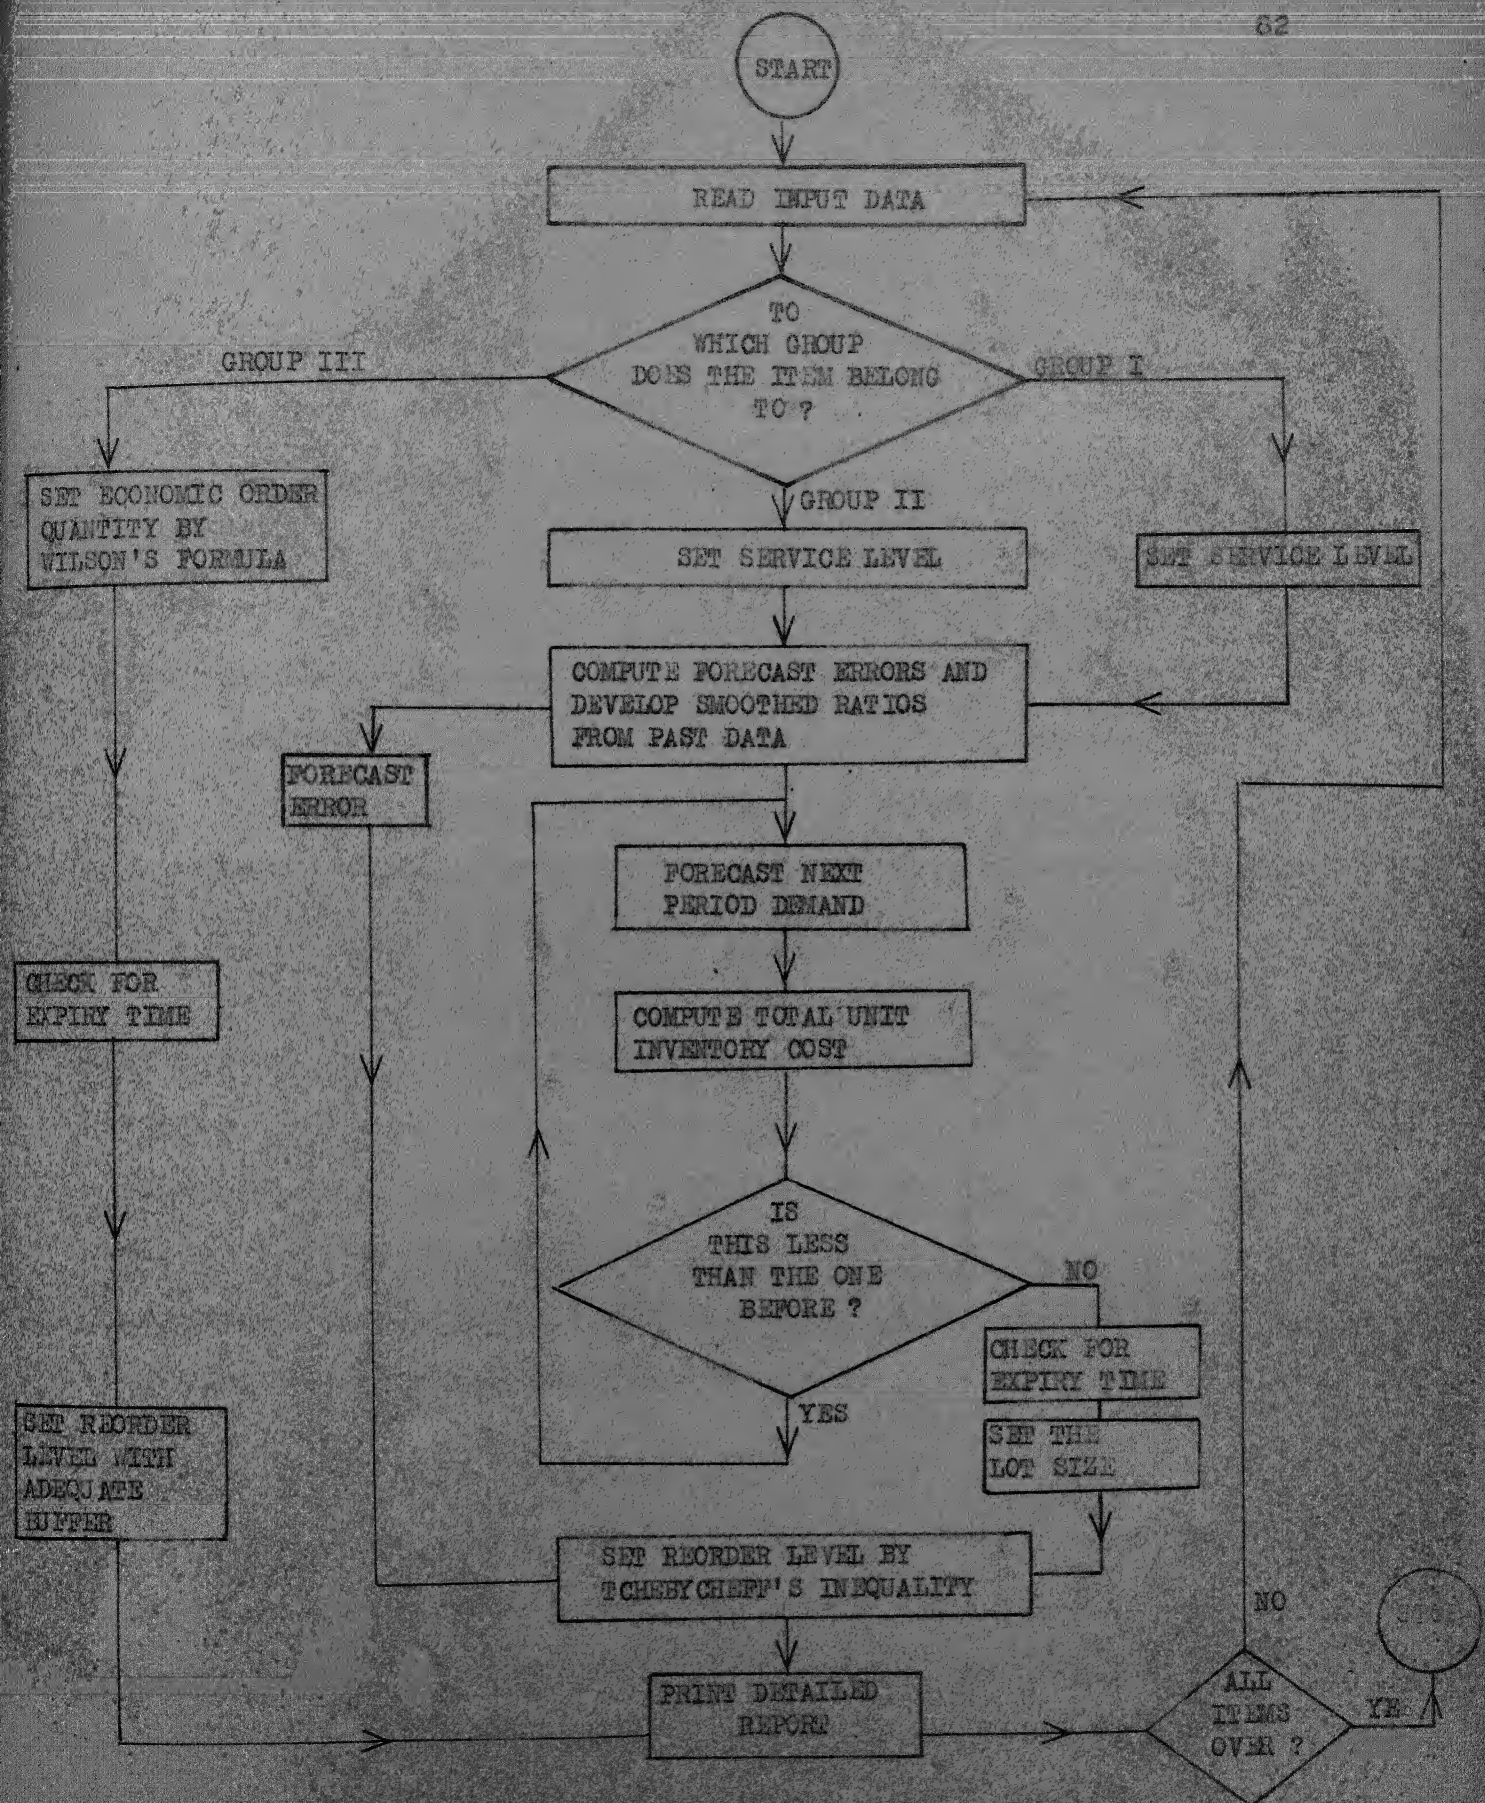 62
START
READ INPUT DATA
TO
WHICH GROUP
DOES THE ITEM BELONG
TO ?
GROUP III
GROUP I
GROUP II
SET ECONOMIC ORDER
QUANTITY BY
WILSON'S FORMULA
SET SERVICE LEVEL
SET SERVICE LEVEL
COMPUTE FORECAST ERRORS AND
DEVELOP SMOOTHED RATIOS
FROM PAST DATA
FORECAST
ERROR
FORECAST NEXT
PERIOD DEMAND
CHECK FOR
EXPIRY TIME
COMPUTE TOTAL UNIT
INVENTORY COST
IS
THIS LESS
THAN THE ONE
BEFORE ?
NO
CHECK FOR
EXPIRY TIME
YES
SET THE
LOT SIZE
SET REORDER
LEVEL WITH
ADEQUATE
BUFFER
SET REORDER LEVEL BY
TCHEBYCHEFF'S INEQUALITY
PRINT DETAILED
REPORT
NO
ALL
ITEMS
OVER ?
YE
STOP